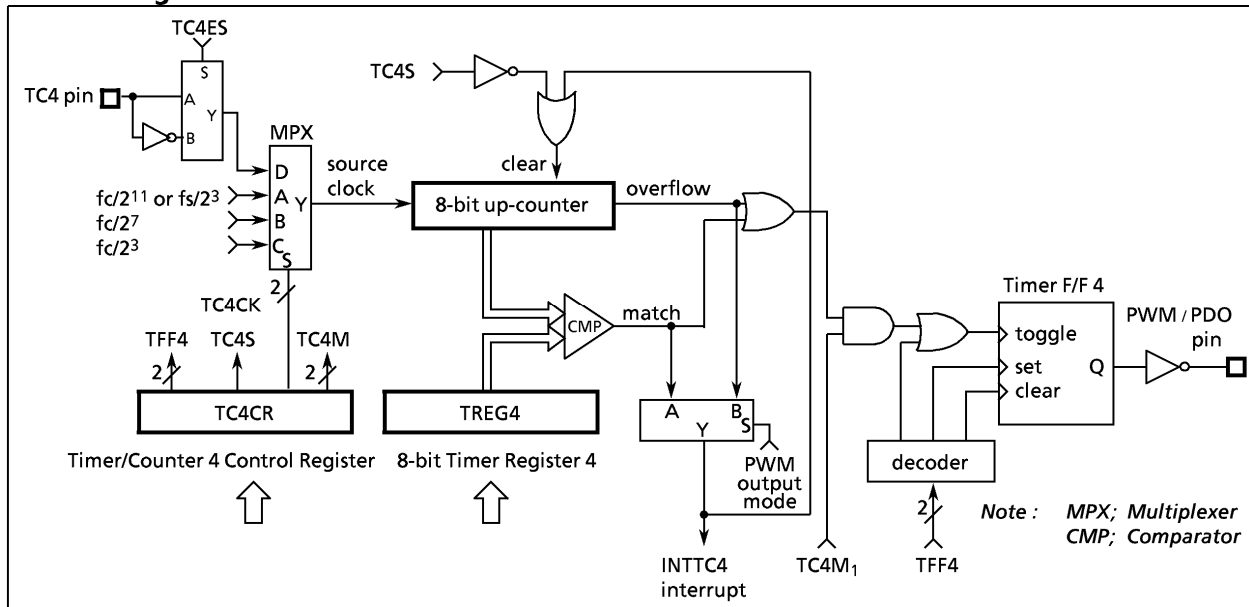 TC4ES
TC4S
S
TC4 pin
A
Y
B
MPX
clear
source
clock
D
fc/2¹¹ or fs/2³
A
Y
8-bit up-counter
overflow
fc/2⁷
B
fc/2³
C
S
2
Timer F/F 4
TC4CK
CMP
match
PWM / PDO
pin
TFF4
TC4S
TC4M
toggle
2
2
set
Q
clear
TC4CR
TREG4
A
B
S
Y
Timer/Counter 4 Control Register
8-bit Timer Register 4
PWM
output
mode
decoder
2
Note : MPX; Multiplexer
CMP; Comparator
INTTC4
interrupt
TC4M₁
TFF4